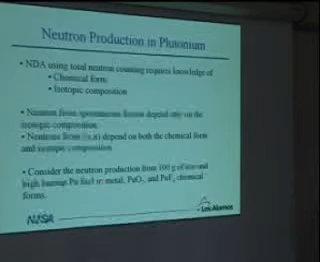 Neutron Production in Plutonium
• NDA using total neutron counting requires knowledge of
• Chemical form
• Isotopic composition
• Neutron from spontaneous fission depend only on the
isotopic composition.
• Neutrons from (α,n) depend on both the chemical form
and isotopic composition
• Consider the neutron production from 100 g of low and
high burnup Pu fuel in metal, PuO₂, and PuF₄ chemical
forms.
NNSA
Los Alamos